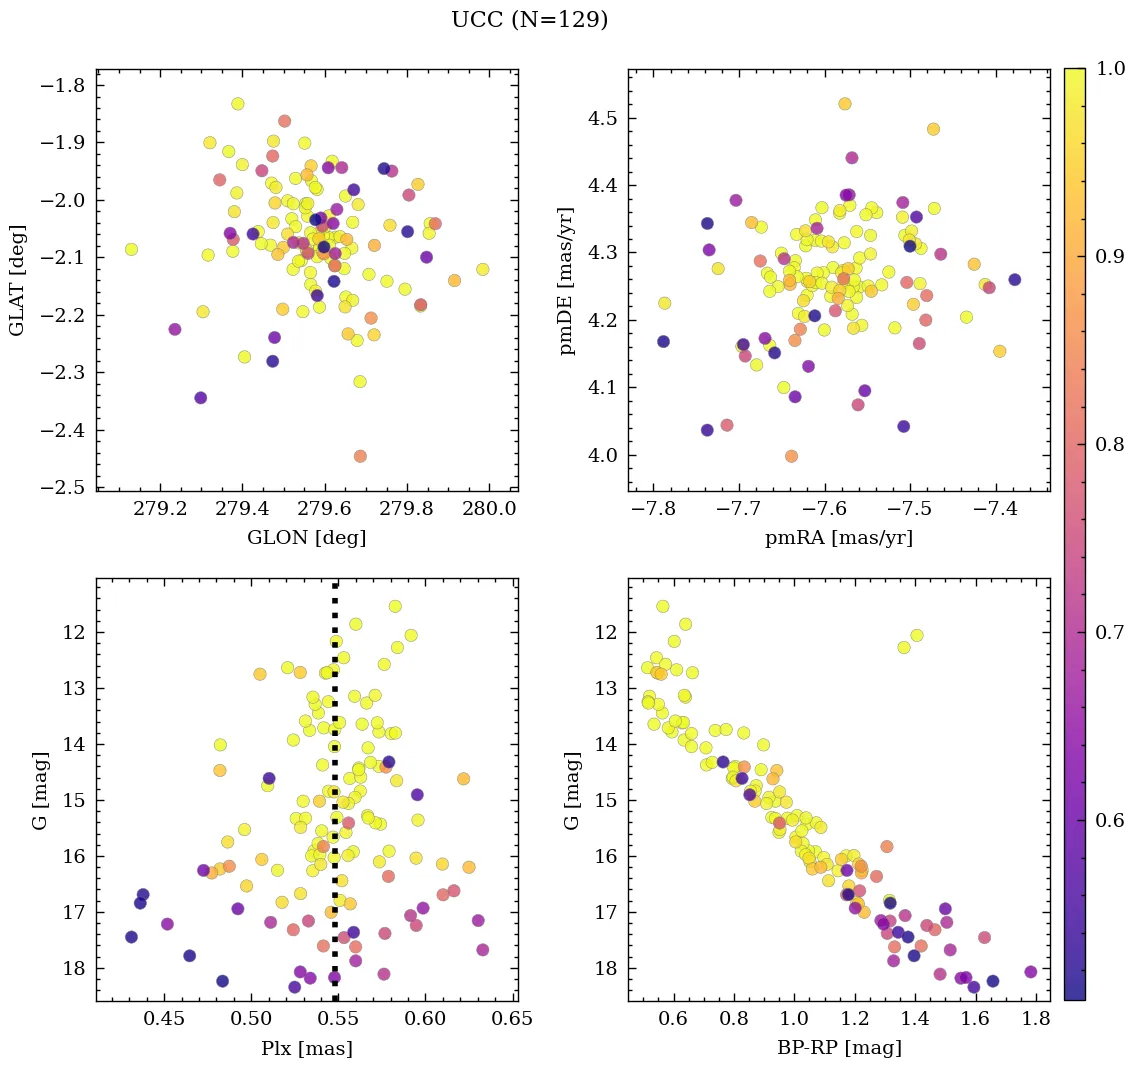 UCC (N=129)
−1.8
−1.9
−2.0
−2.1
−2.2
−2.3
−2.4
−2.5
GLAT [deg]
279.2 279.4 279.6 279.8 280.0
GLON [deg]
4.5
4.4
4.3
4.2
4.1
4.0
pmDE [mas/yr]
−7.8 −7.7 −7.6 −7.5 −7.4
pmRA [mas/yr]
12
13
14
15
16
17
18
G [mag]
0.45 0.50 0.55 0.60 0.65
Plx [mas]
12
13
14
15
16
17
18
G [mag]
0.6 0.8 1.0 1.2 1.4 1.6 1.8
BP-RP [mag]
1.0
0.9
0.8
0.7
0.6